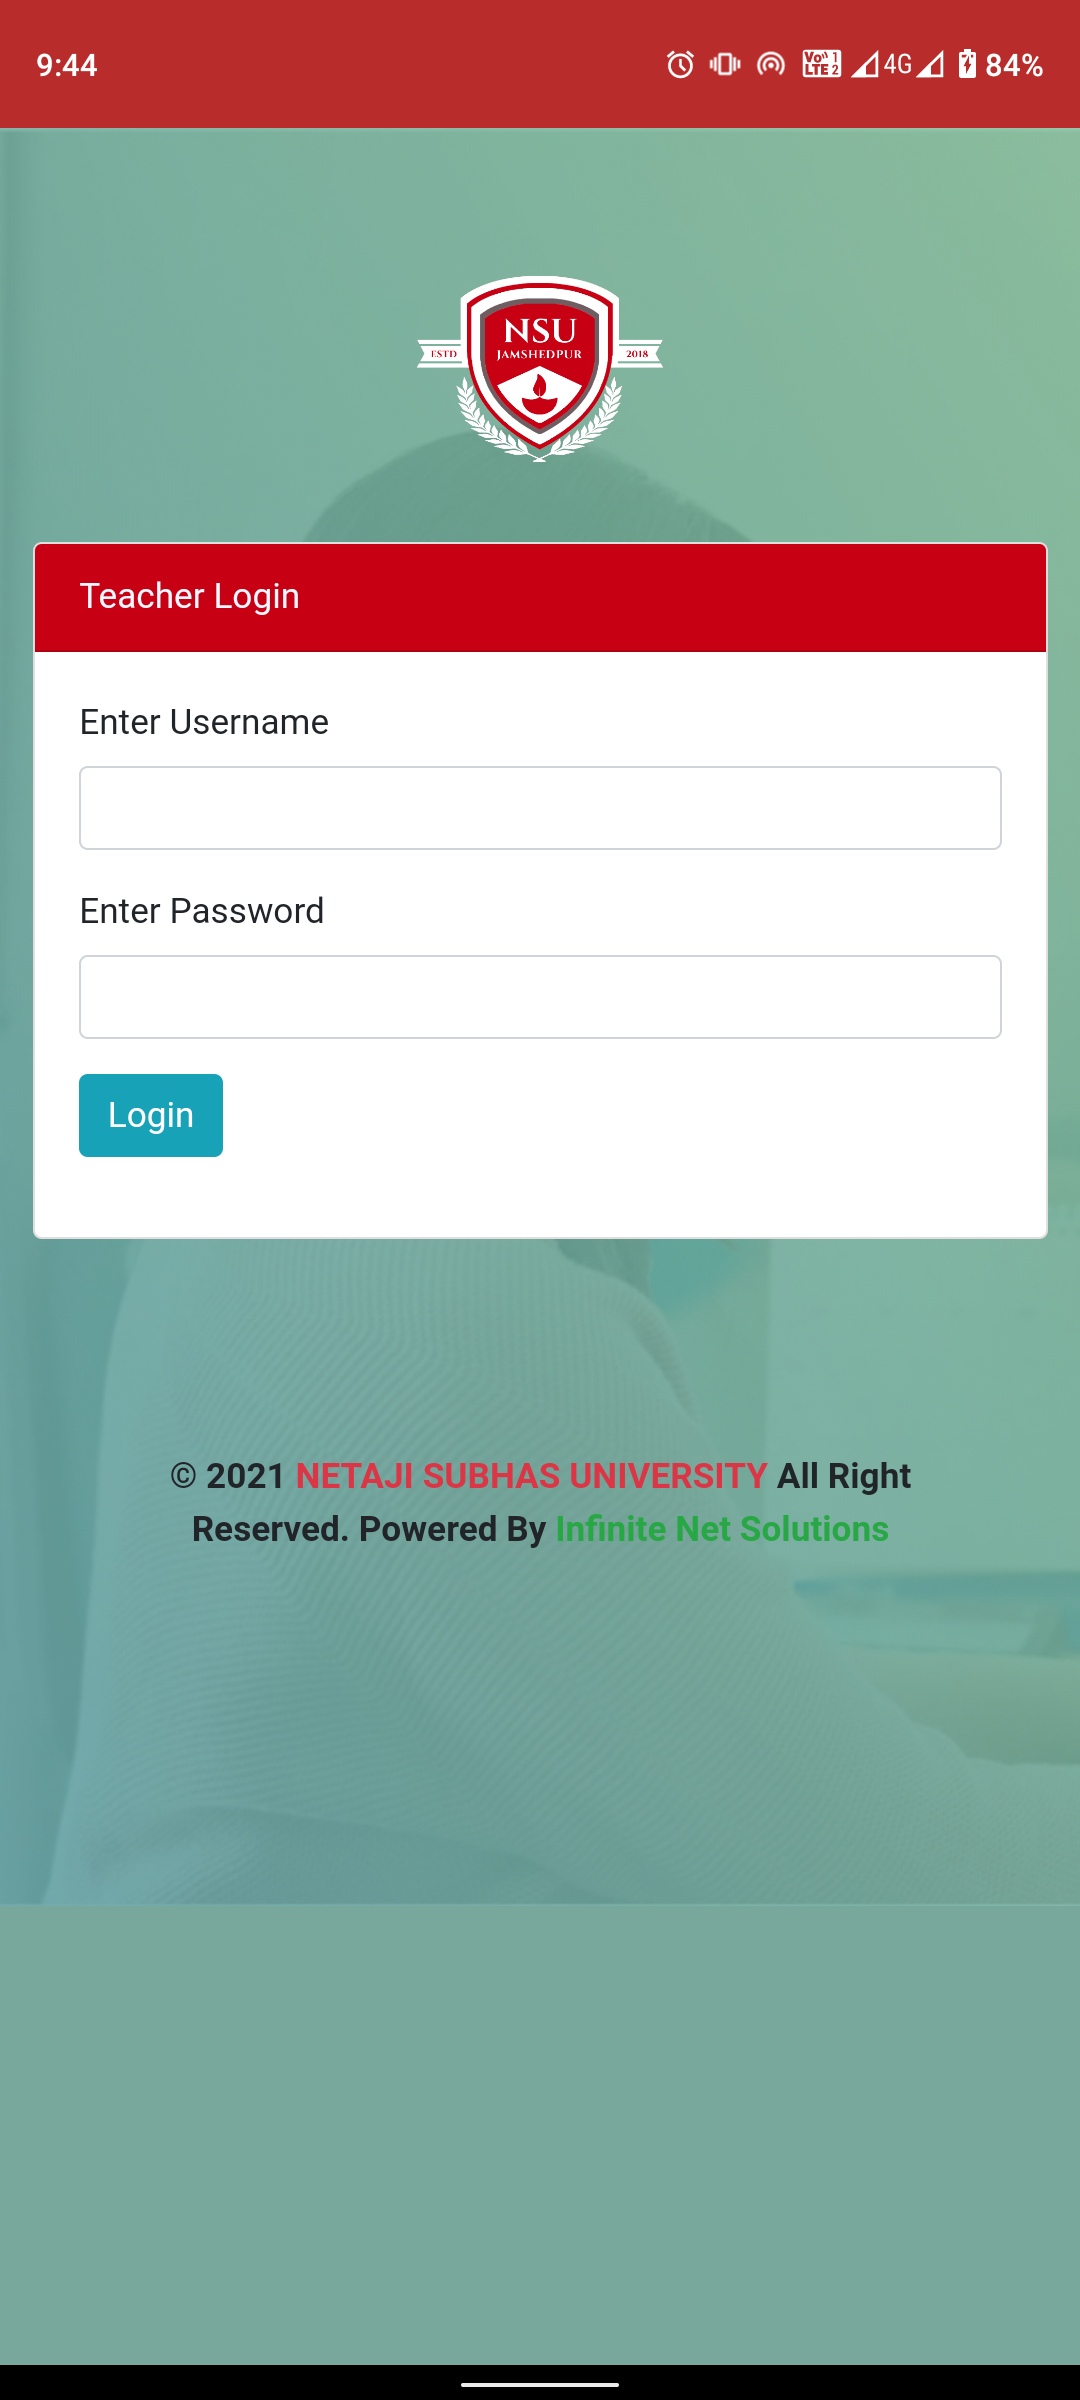 9:44
Vo)) 1
LTE 2
4G
84%
NSU
JAMSHEDPUR
ESTD
2018
Teacher Login
Enter Username
Enter Password
Login
© 2021 NETAJI SUBHAS UNIVERSITY All Right
Reserved. Powered By Infinite Net Solutions